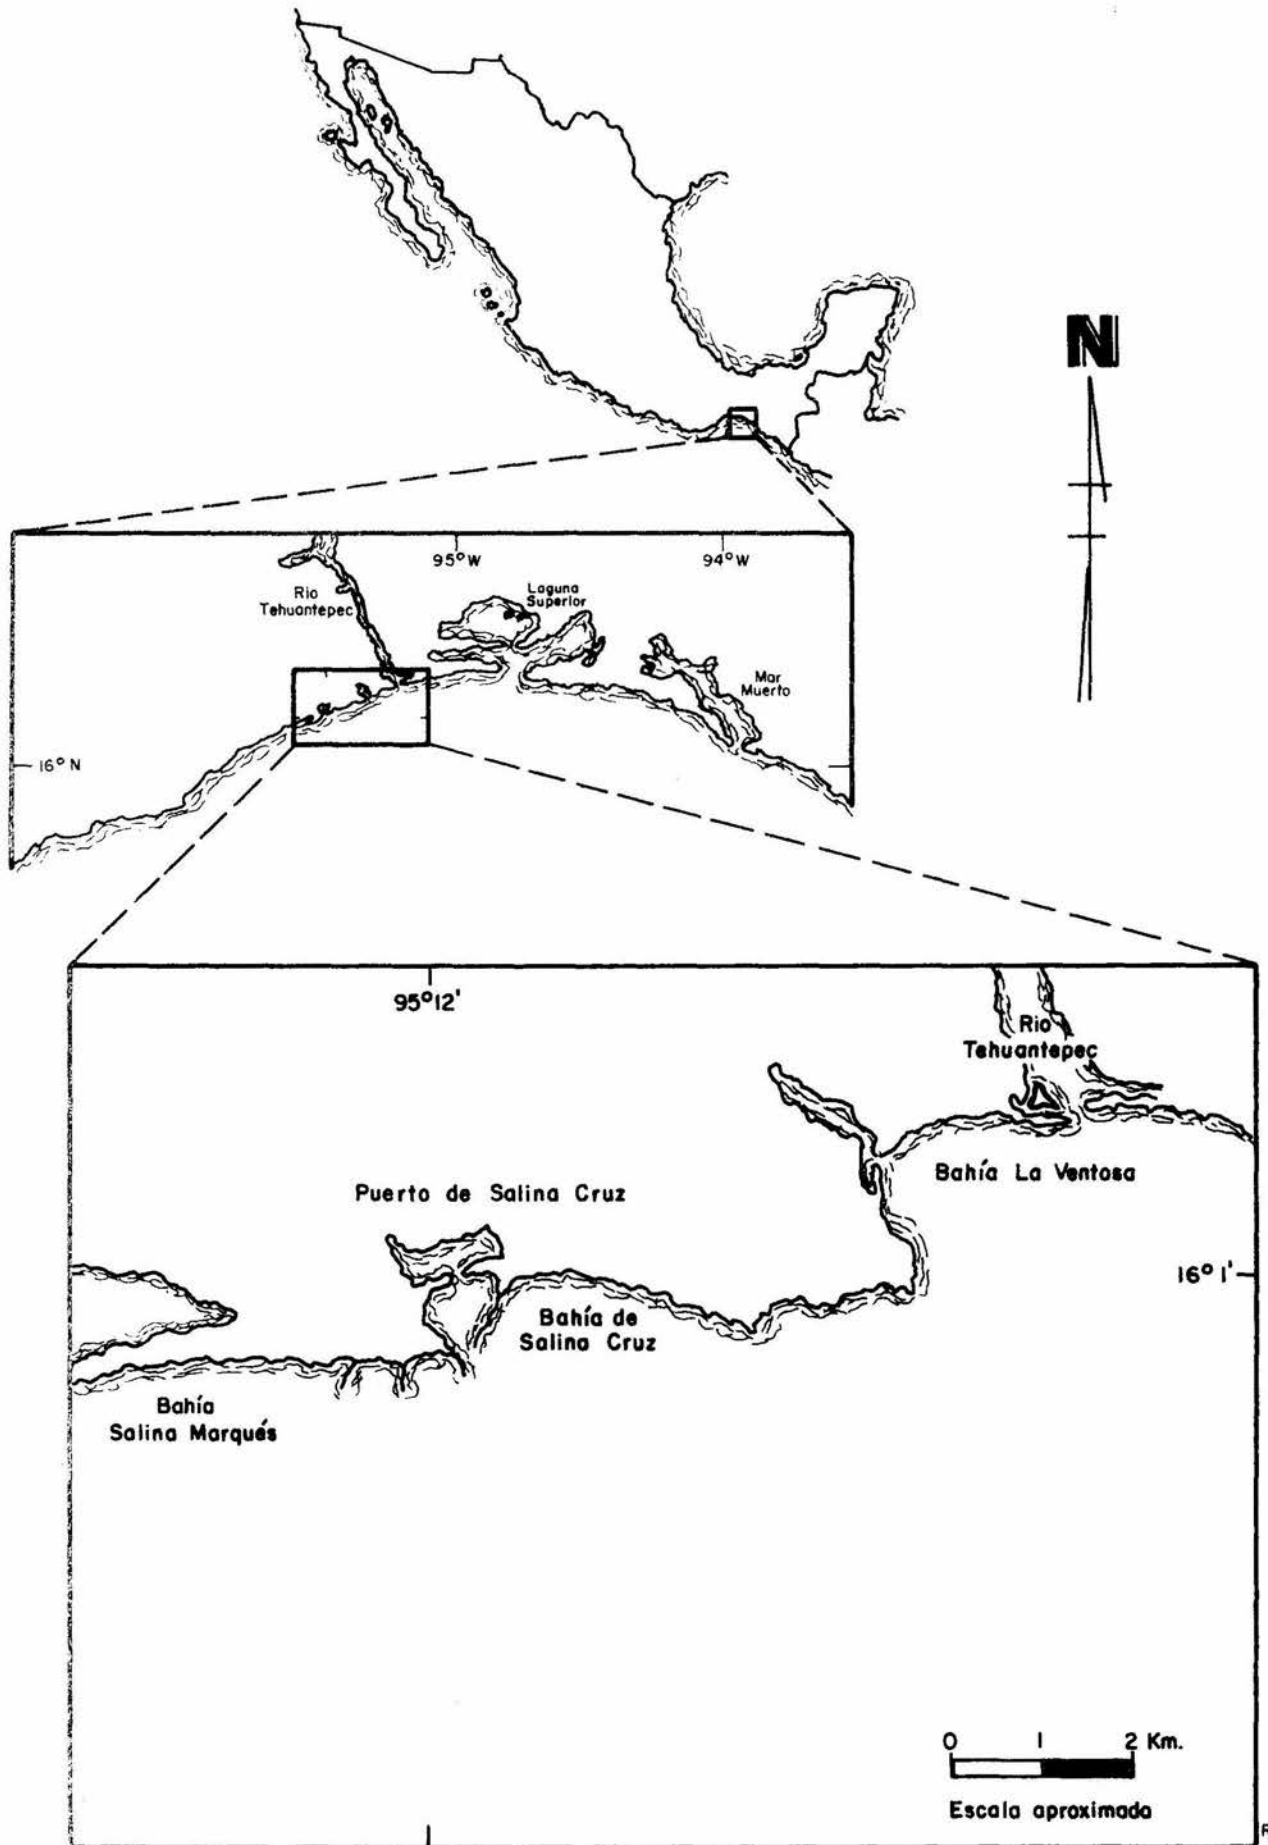 N
95°W
94°W
Rio
Tehuantepec
Laguna
Superior
Mar
Muerto
16° N
95°12'
Rio
Tehuantepec
Bahía La Ventosa
Puerto de Salina Cruz
16° 1'
Bahía de
Salina Cruz
Bahía
Salina Marqués
0 1 2 Km.
Escala aproximada